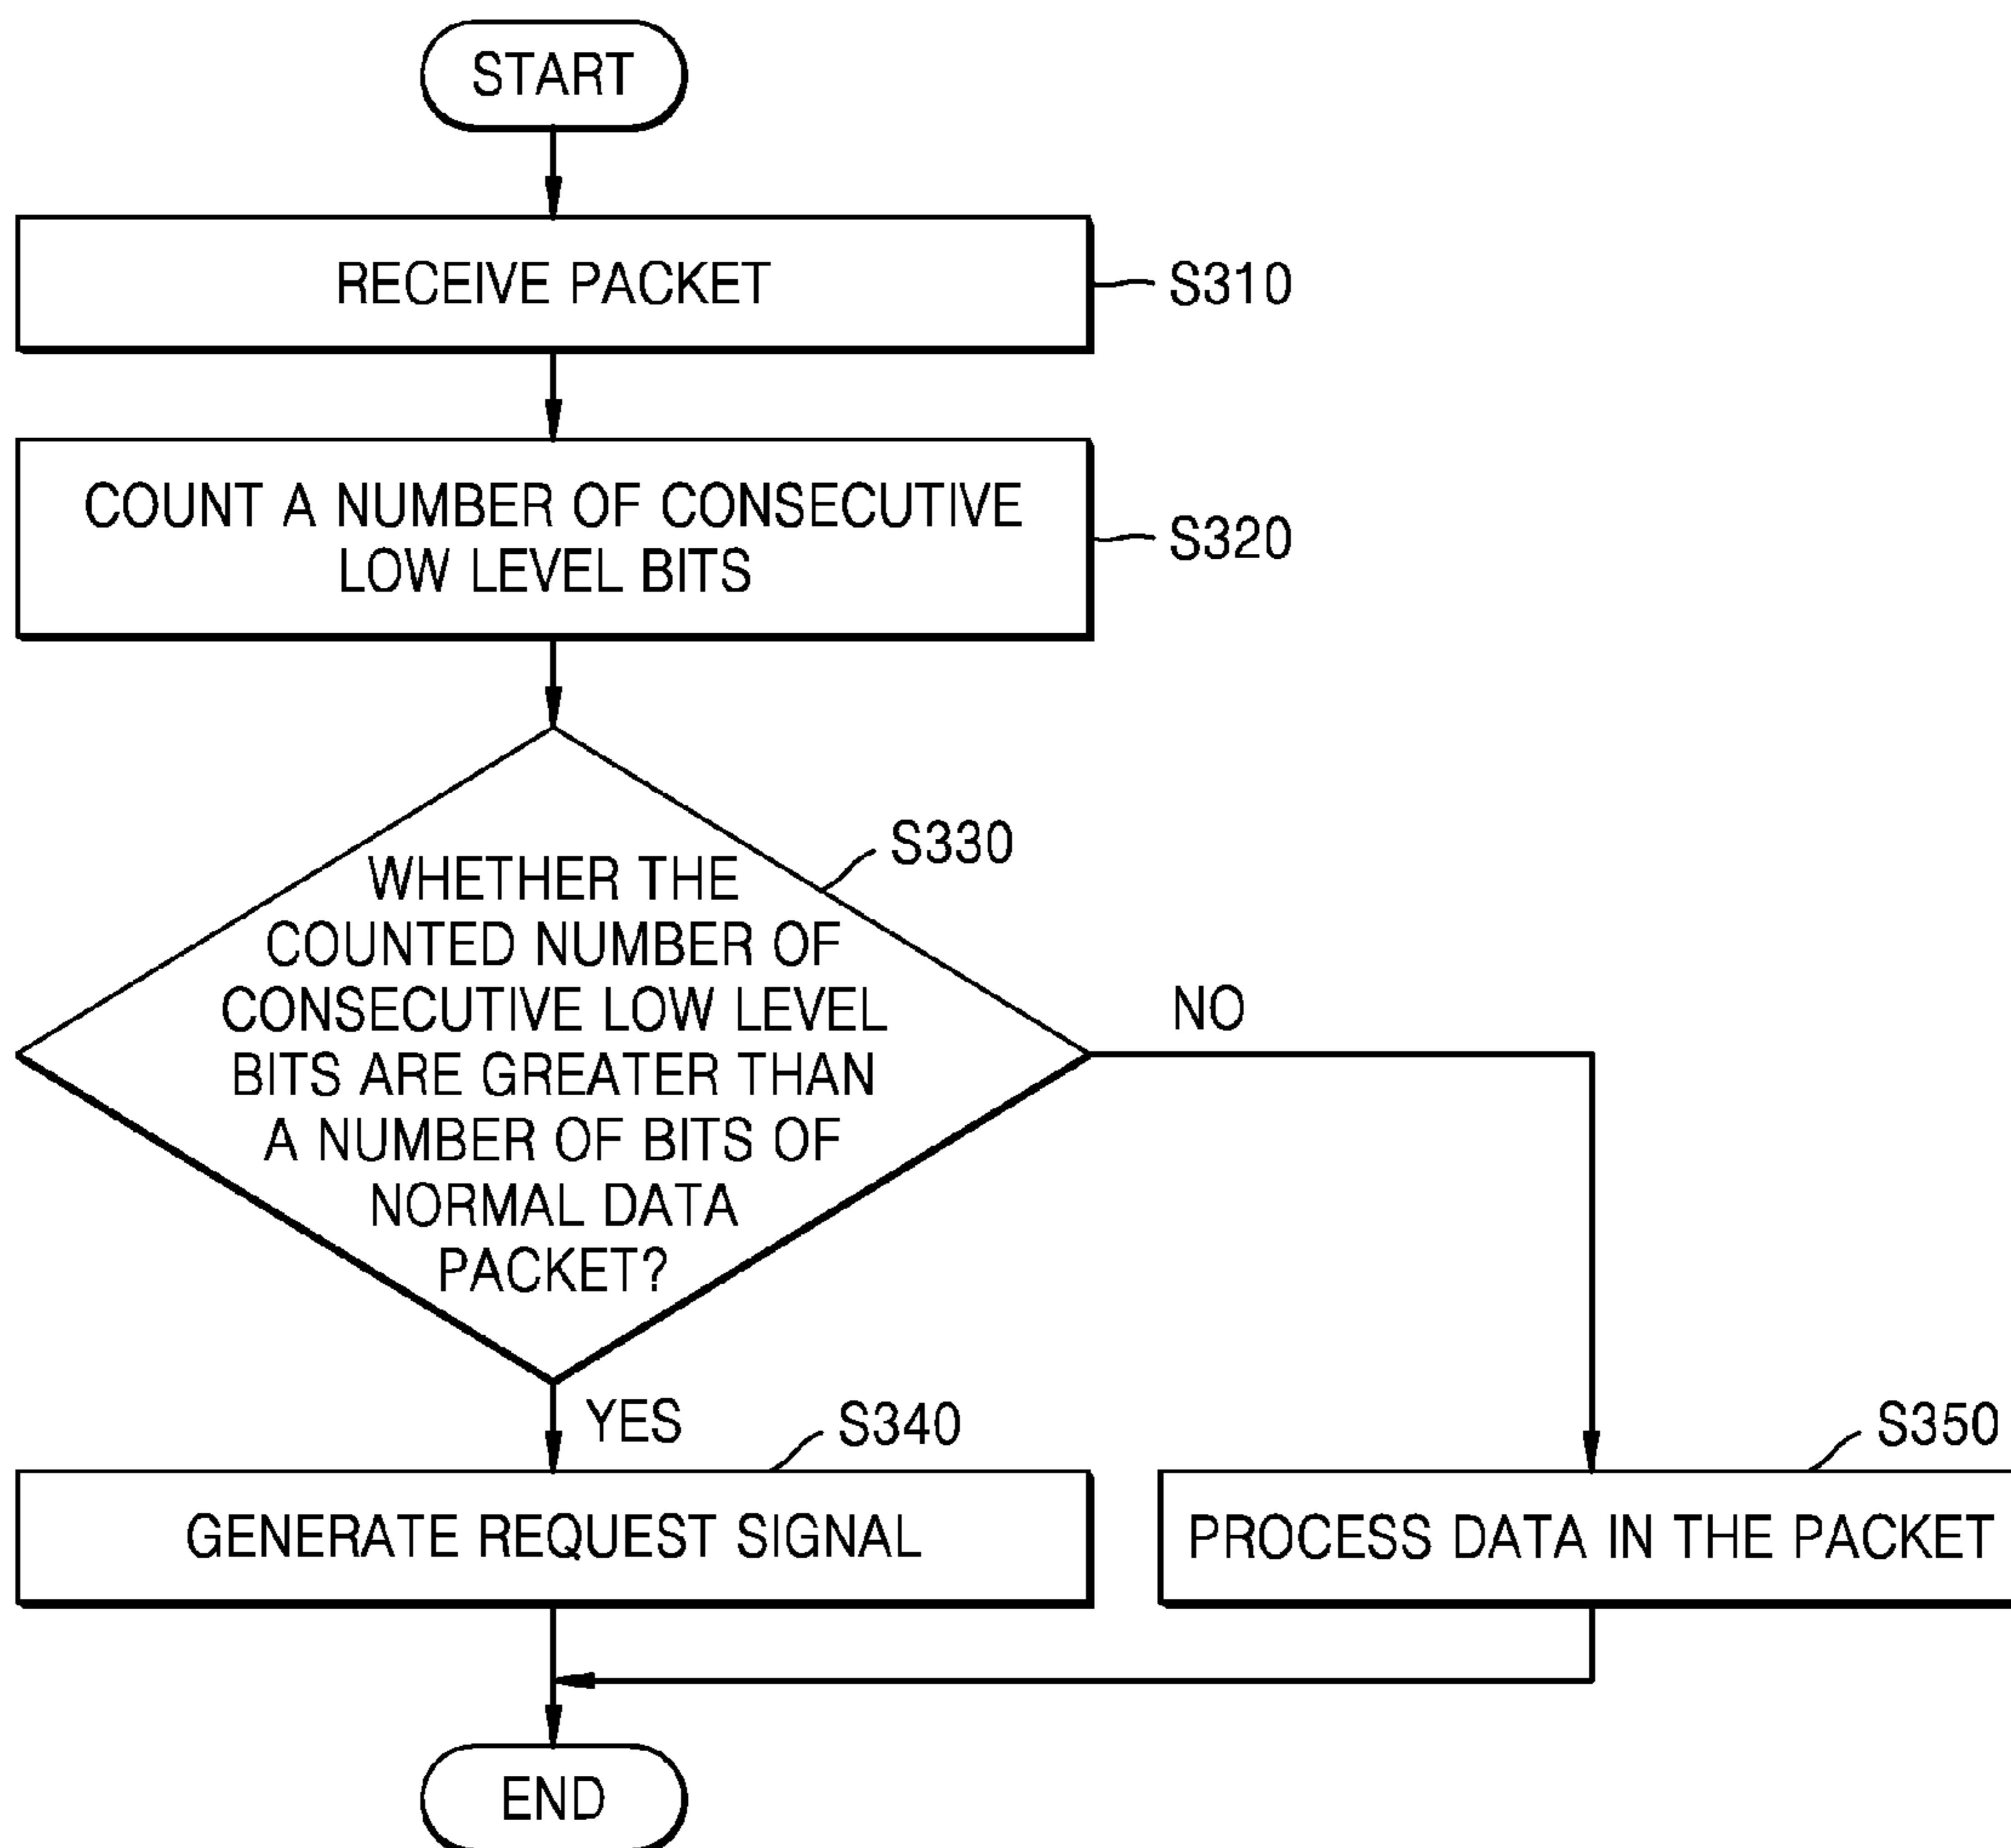 START
RECEIVE PACKET
S310
COUNT A NUMBER OF CONSECUTIVE
LOW LEVEL BITS
S320
S330
WHETHER THE
COUNTED NUMBER OF
CONSECUTIVE LOW LEVEL
BITS ARE GREATER THAN
A NUMBER OF BITS OF
NORMAL DATA
PACKET?
NO
YES
S340
GENERATE REQUEST SIGNAL
S350
PROCESS DATA IN THE PACKET
END